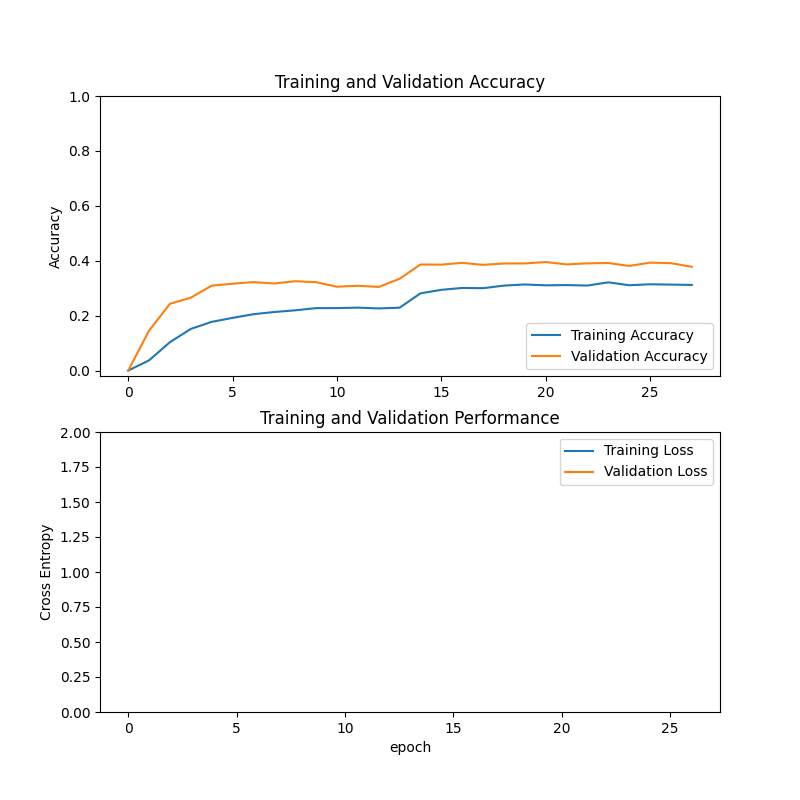 Training and Validation Accuracy
1.0
0.8
0.6
0.4
0.2
0.0
Accuracy
Training Accuracy
Validation Accuracy
0 5 10 15 20 25
Training and Validation Performance
2.00
1.75
1.50
1.25
1.00
0.75
0.50
0.25
0.00
Cross Entropy
Training Loss
Validation Loss
0 5 10 15 20 25
epoch